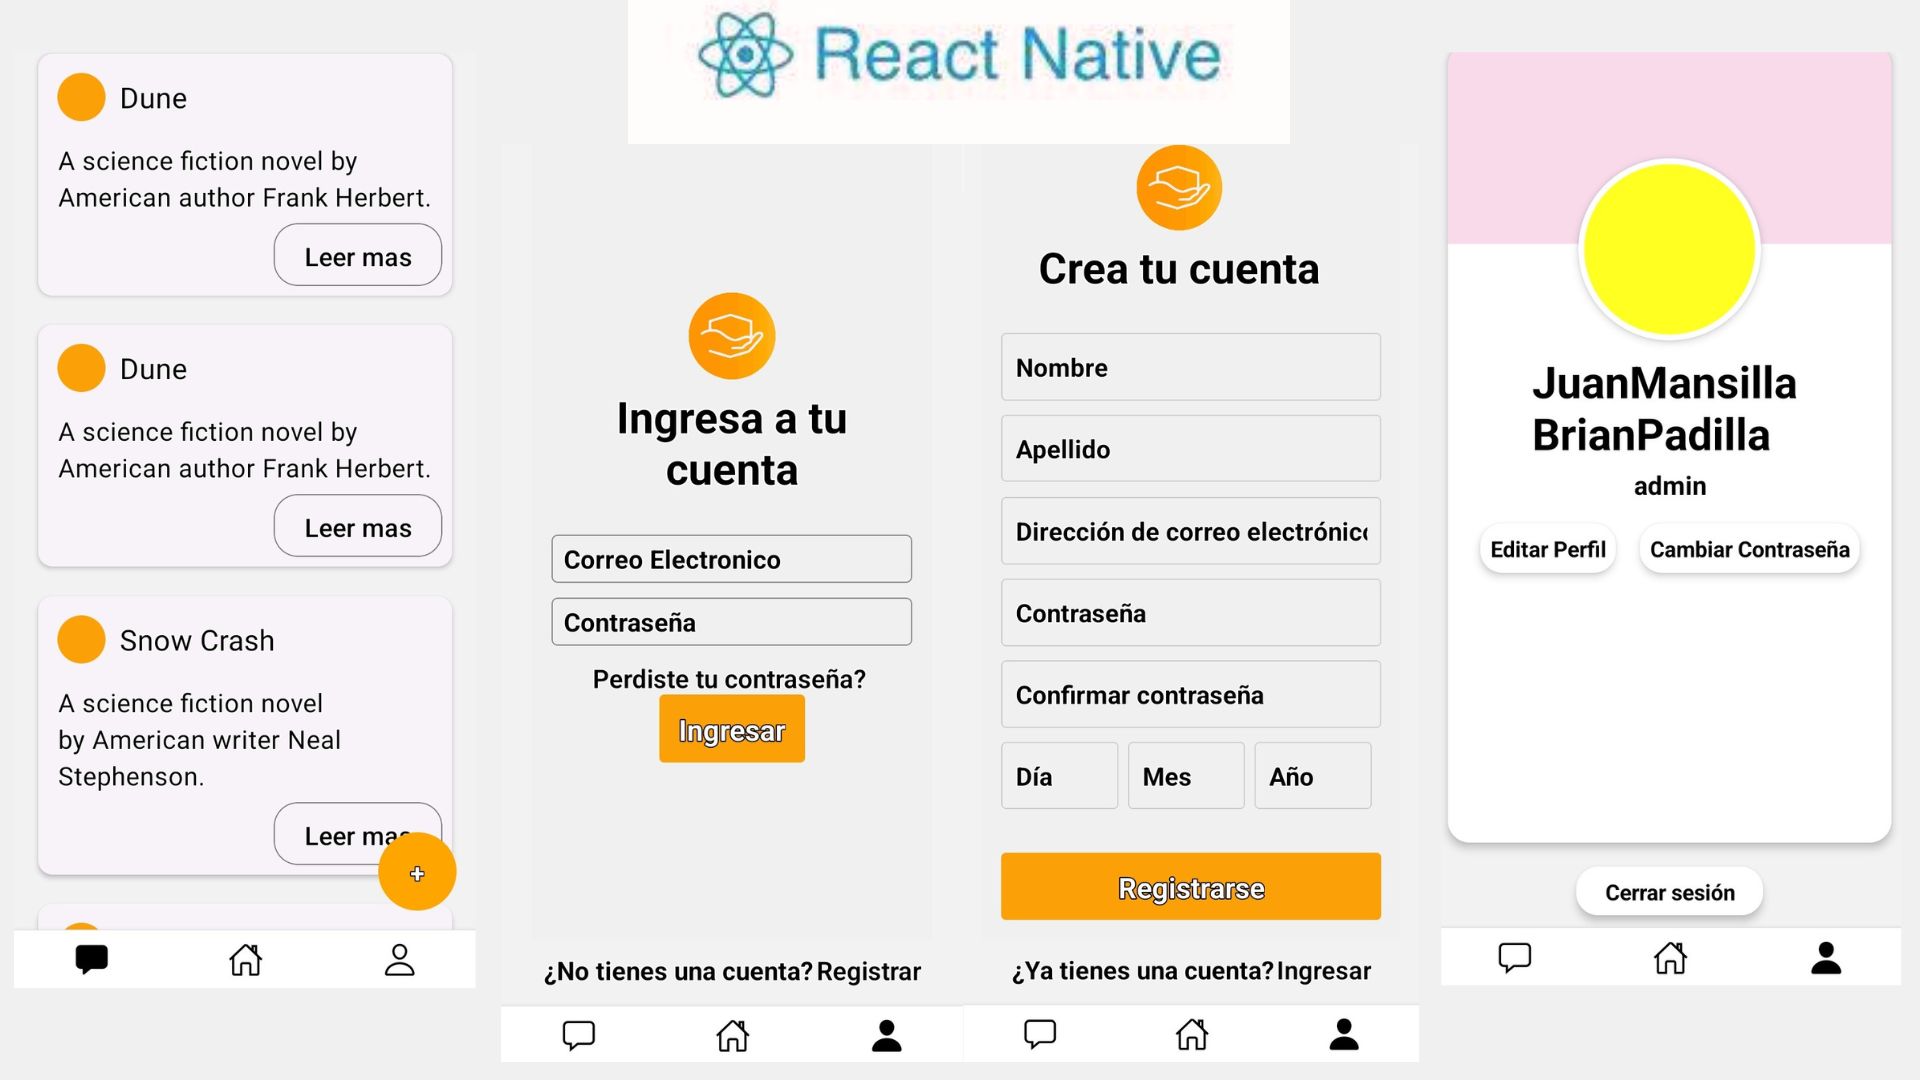 React Native
Dune
A science fiction novel by
American author Frank Herbert.
Leer mas
Dune
A science fiction novel by
American author Frank Herbert.
Leer mas
Snow Crash
A science fiction novel
by American writer Neal
Stephenson.
Leer mas
+
Ingresa a tu
cuenta
Correo Electronico
Contraseña
Perdiste tu contraseña?
Ingresar
¿No tienes una cuenta? Registrar
Crea tu cuenta
Nombre
Apellido
Dirección de correo electrónic
Contraseña
Confirmar contraseña
Día Mes Año
Registrarse
¿Ya tienes una cuenta? Ingresar
JuanMansilla
BrianPadilla
admin
Editar Perfil Cambiar Contraseña
Cerrar sesión